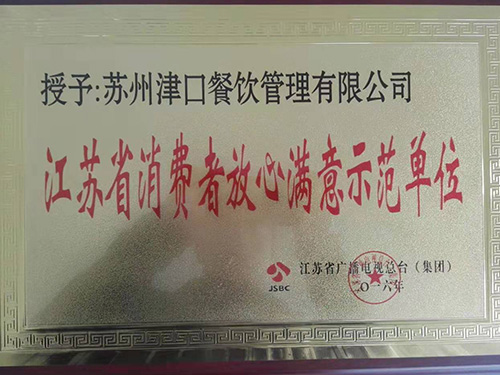 授予:苏州津口餐饮管理有限公司
江苏省消费者放心满意示范单位
JSBC
江苏省广播电视总台（集团）
二〇一六年